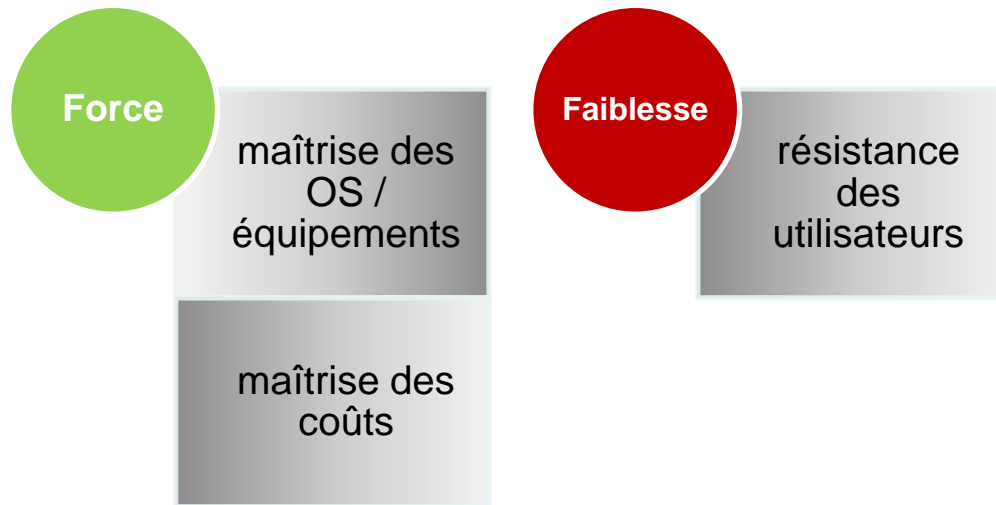 Force
maîtrise des
OS /
équipements
maîtrise des
coûts
Faiblesse
résistance
des
utilisateurs